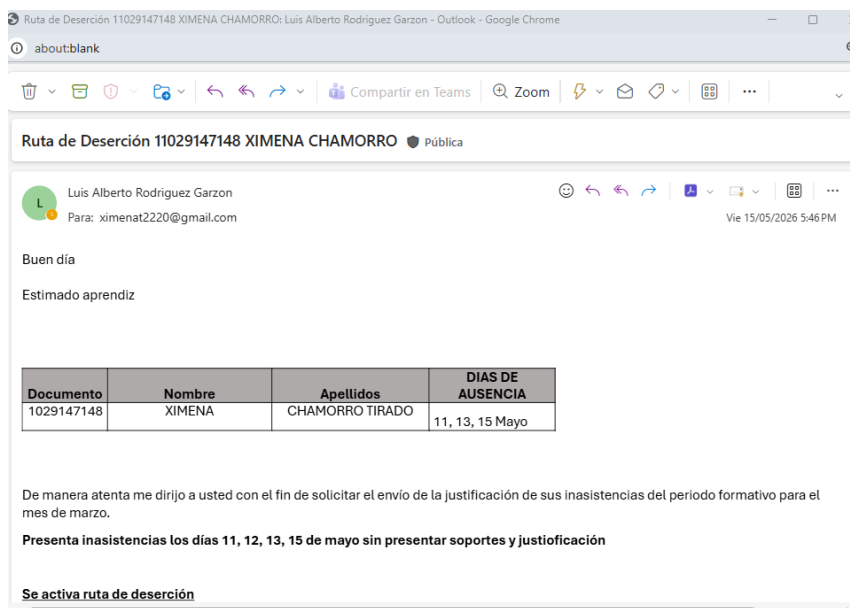 Ruta de Deserción 11029147148 XIMENA CHAMORRO: Luis Alberto Rodriguez Garzon - Outlook - Google Chrome
about:blank
Compartir en Teams
Zoom
Ruta de Deserción 11029147148 XIMENA CHAMORRO Pública
L
Luis Alberto Rodriguez Garzon
Para: ximenat2220@gmail.com
Vie 15/05/2026 5:46 PM
Buen día
Estimado aprendiz
Documento Nombre Apellidos DIAS DE AUSENCIA
1029147148 XIMENA CHAMORRO TIRADO 11, 13, 15 Mayo
De manera atenta me dirijo a usted con el fin de solicitar el envío de la justificación de sus inasistencias del periodo formativo para el
mes de marzo.
Presenta inasistencias los días 11, 12, 13, 15 de mayo sin presentar soportes y justioficación
Se activa ruta de deserción